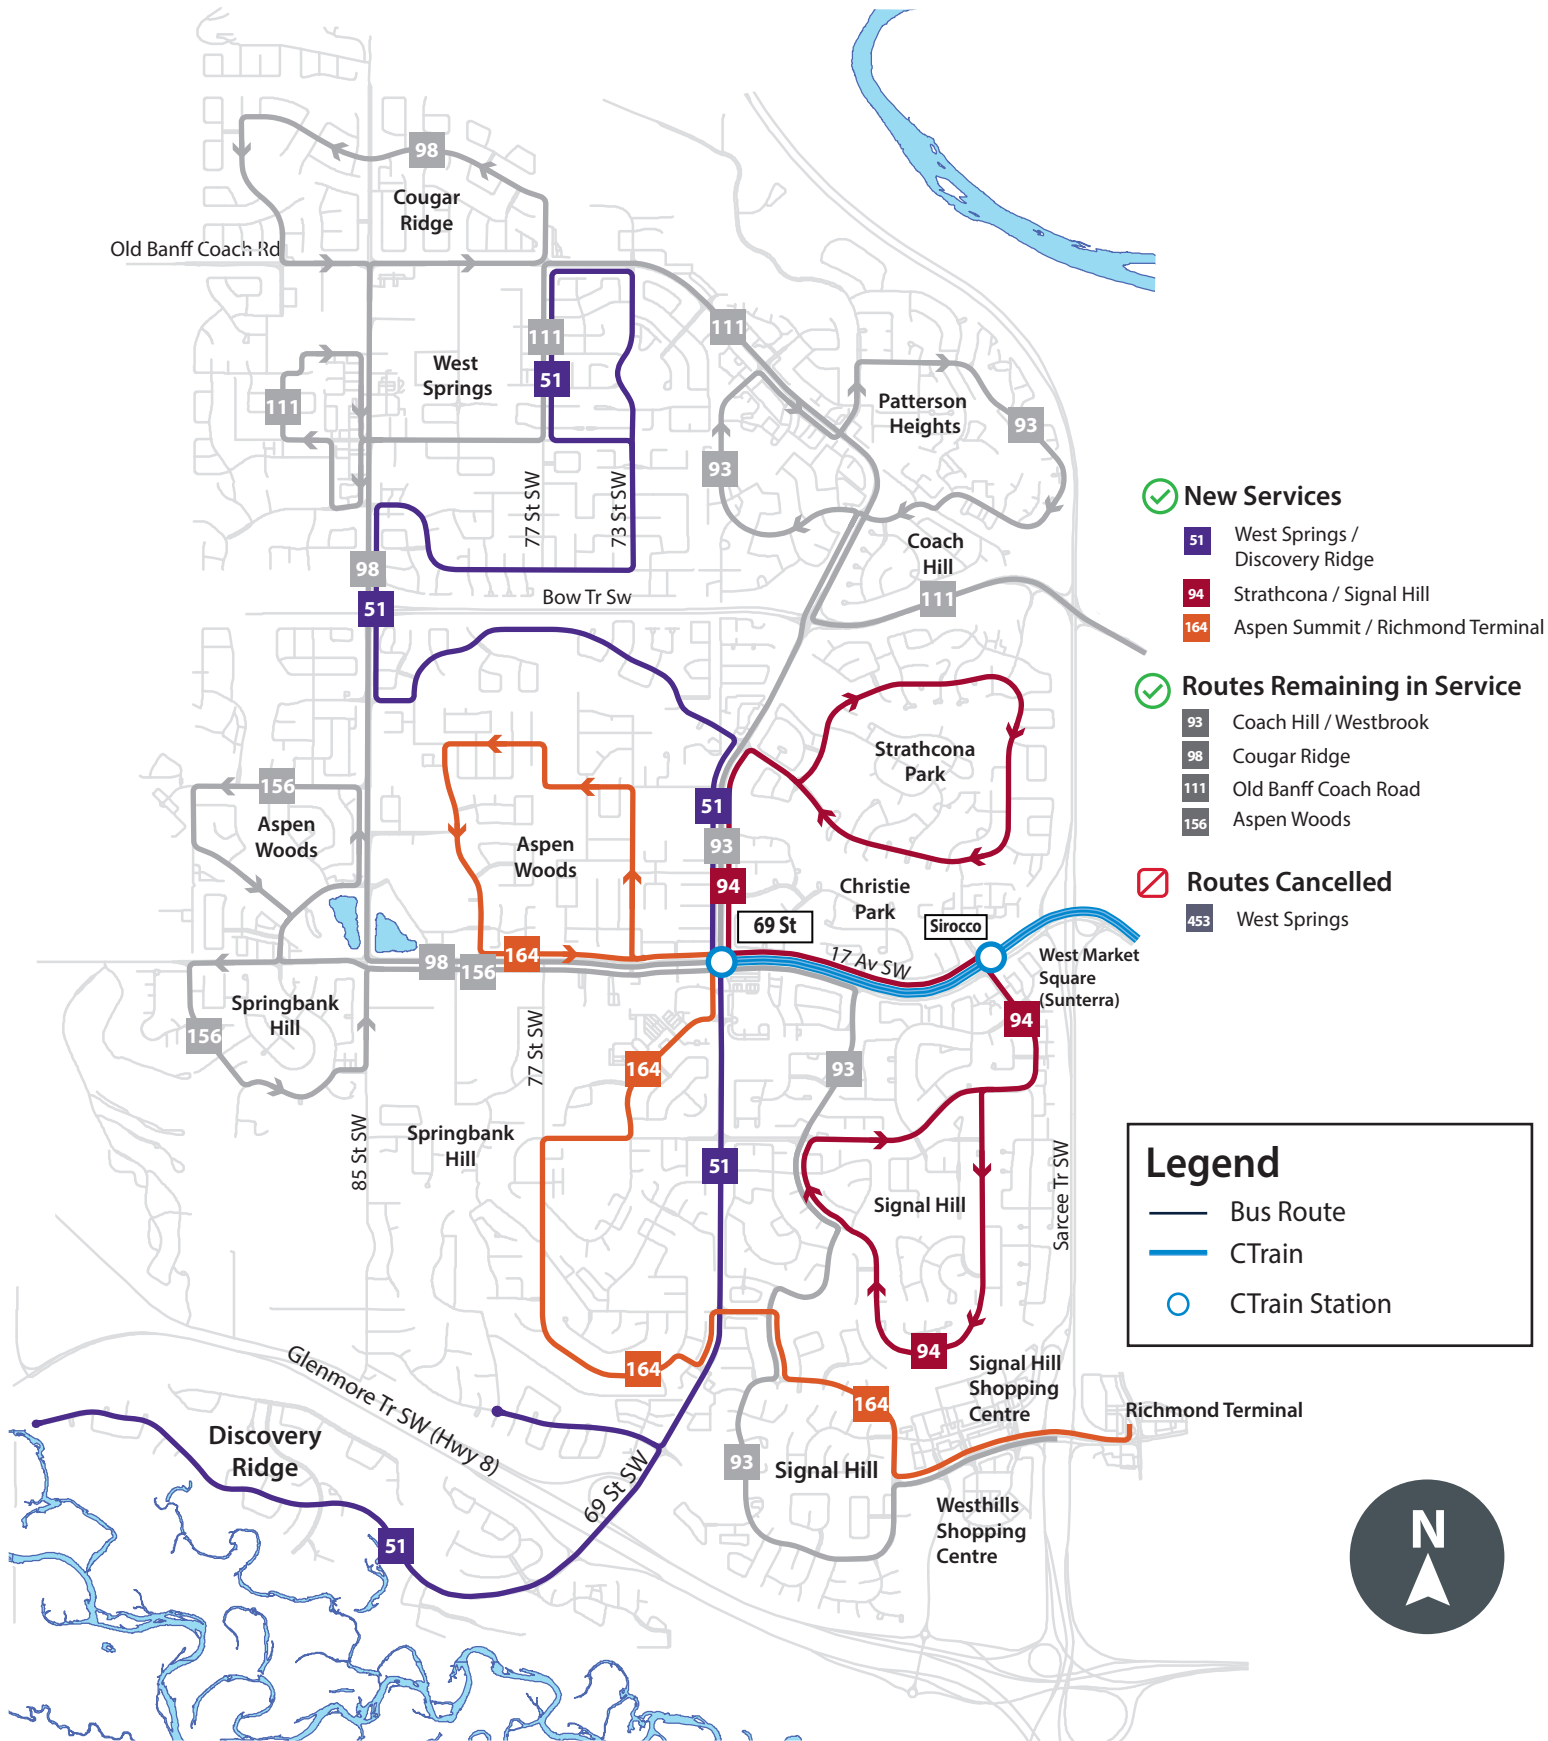 98
Cougar
Ridge
Old Banff Coach Rd
111
111
West
Springs
51
111
Patterson
Heights
93
93
77 St SW
73 St SW
Coach
Hill
98
111
51
Bow Tr Sw
New Services
51 West Springs /
Discovery Ridge
94 Strathcona / Signal Hill
164 Aspen Summit / Richmond Terminal
Routes Remaining in Service
93 Coach Hill / Westbrook
98 Cougar Ridge
111 Old Banff Coach Road
156 Aspen Woods
Routes Cancelled
453 West Springs
Strathcona
Park
156
Aspen
Woods
51
93
Aspen
Woods
94
Christie
Park
69 St
Sirocco
98
156
164
17 Av SW
West Market
Square
(Sunterra)
Springbank
Hill
156
94
77 St SW
164
93
85 St SW
Springbank
Hill
51
Signal Hill
Sarcee Tr SW
Legend
Bus Route
CTrain
CTrain Station
94
164
Signal Hill
Shopping
Centre
Glenmore Tr SW (Hwy 8)
164
Richmond Terminal
Discovery
Ridge
93
Signal Hill
69 St SW
51
Westhills
Shopping
Centre
N